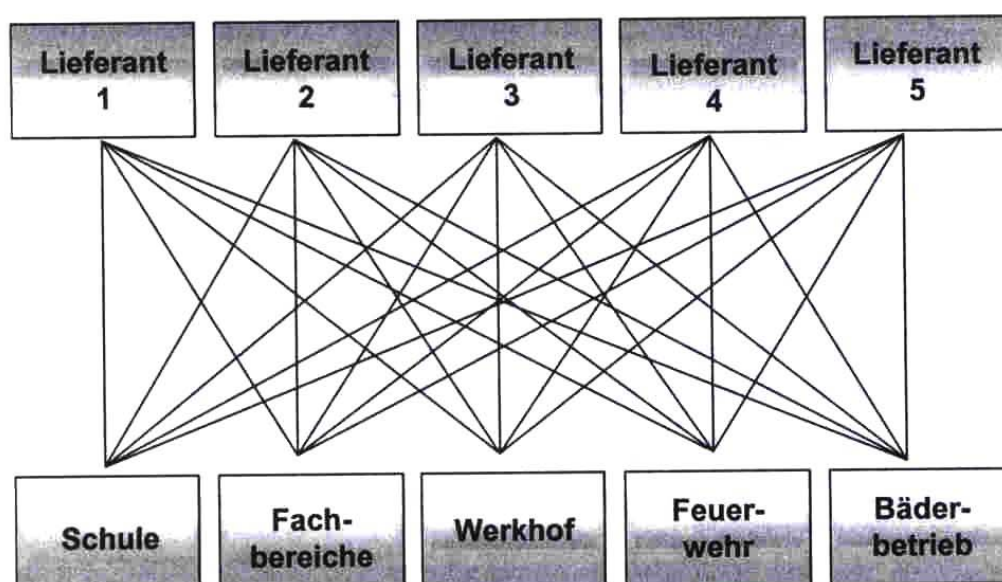 Lieferant
1
Lieferant
2
Lieferant
3
Lieferant
4
Lieferant
5
Schule
Fach-
bereiche
Werkhof
Feuer-
wehr
Bäder-
betrieb